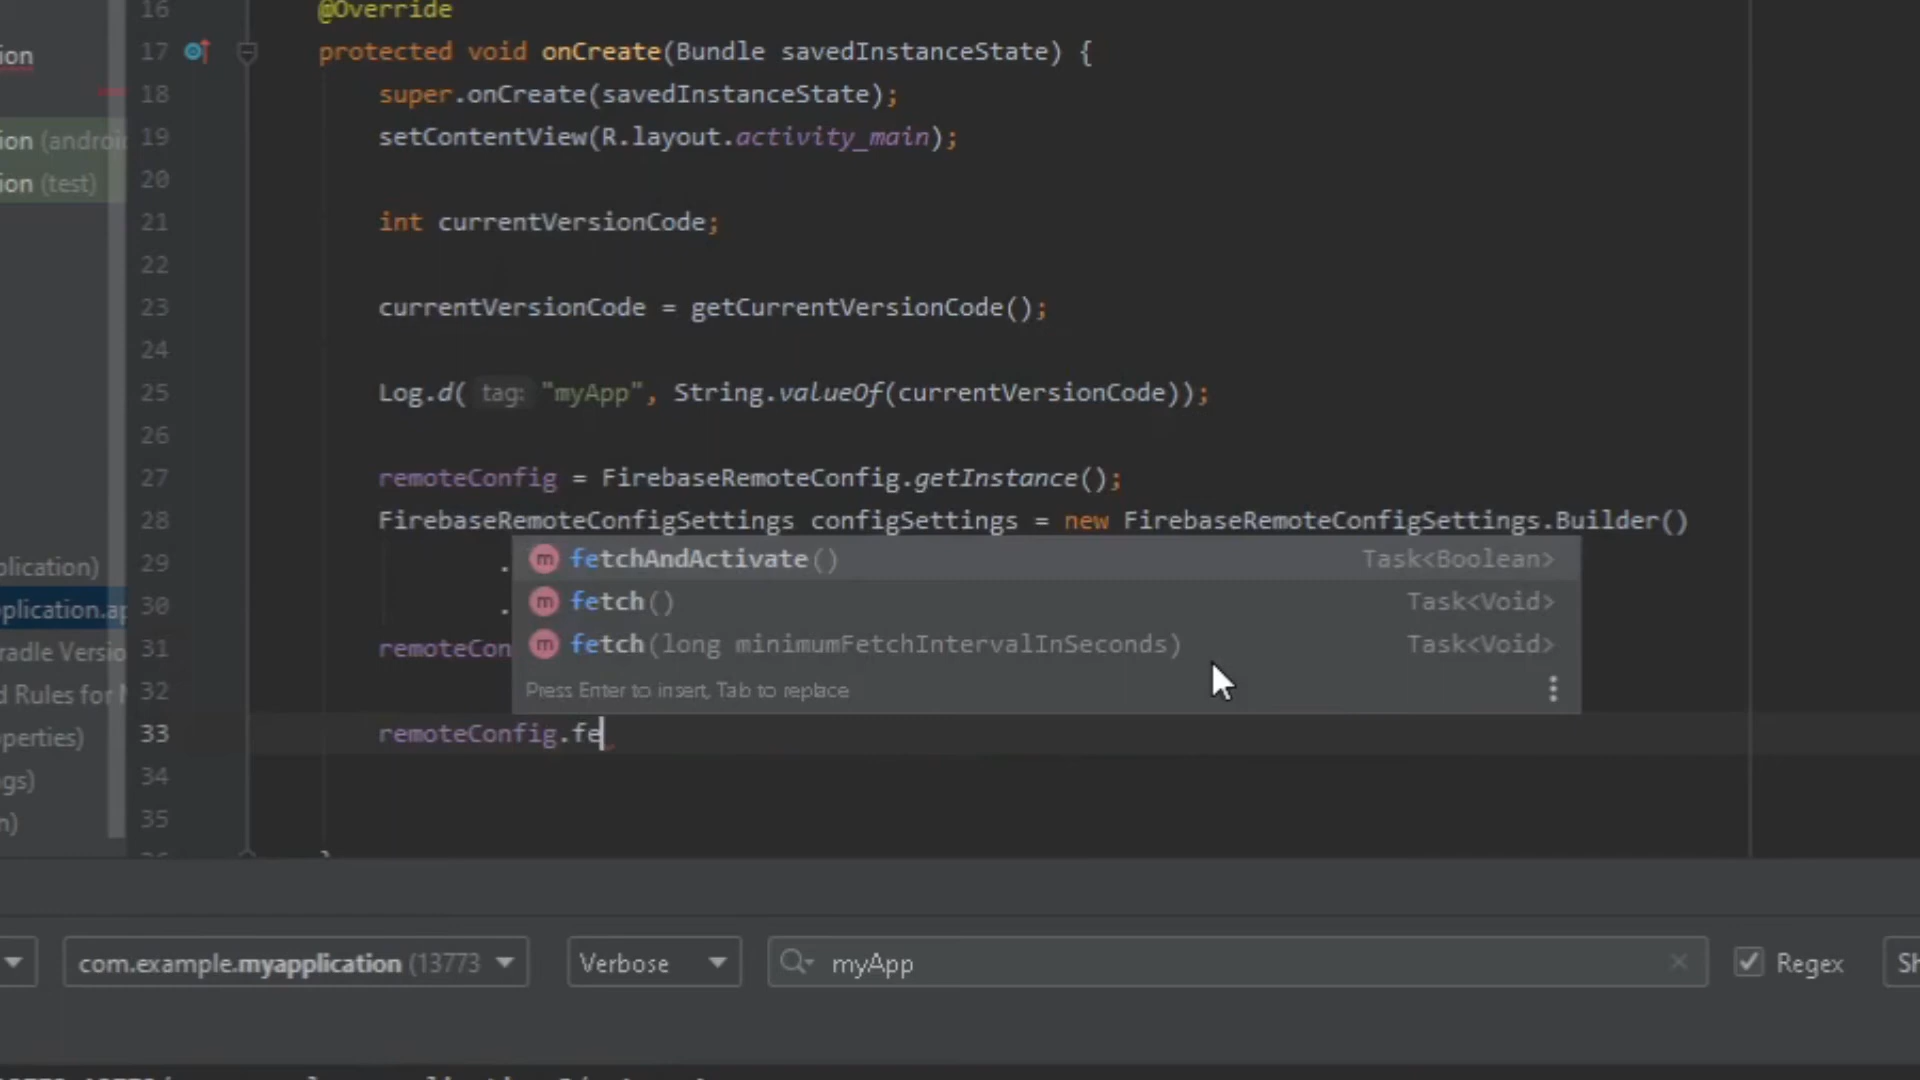 16 @Override
ion
17 protected void onCreate(Bundle savedInstanceState) {
18 super.onCreate(savedInstanceState);
ion (androi
19 setContentView(R.layout.activity_main);
ion (test)
20
21 int currentVersionCode;
22
23 currentVersionCode = getCurrentVersionCode();
24
25 Log.d( tag: "myApp", String.valueOf(currentVersionCode));
26
27 remoteConfig = FirebaseRemoteConfig.getInstance();
28 FirebaseRemoteConfigSettings configSettings = new FirebaseRemoteConfigSettings.Builder()
plication)
29 . m fetchAndActivate() Task<Boolean>
plication.ap
30 . m fetch() Task<Void>
radle Versio
31 remoteCon m fetch(long minimumFetchIntervalInSeconds) Task<Void>
d Rules for
32 Press Enter to insert, Tab to replace
perties)
33 remoteConfig.fe
gs)
34
n)
35
}
com.example.myapplication (13773
Verbose
myApp
Regex
Sh